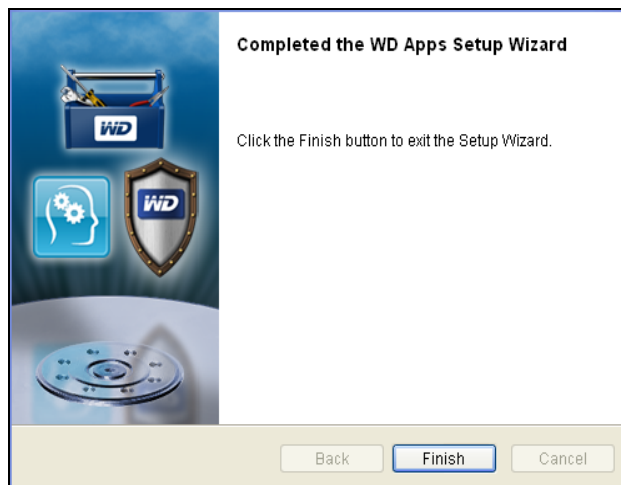 Completed the WD Apps Setup Wizard
Click the Finish button to exit the Setup Wizard.
WD
WD
Back Finish Cancel